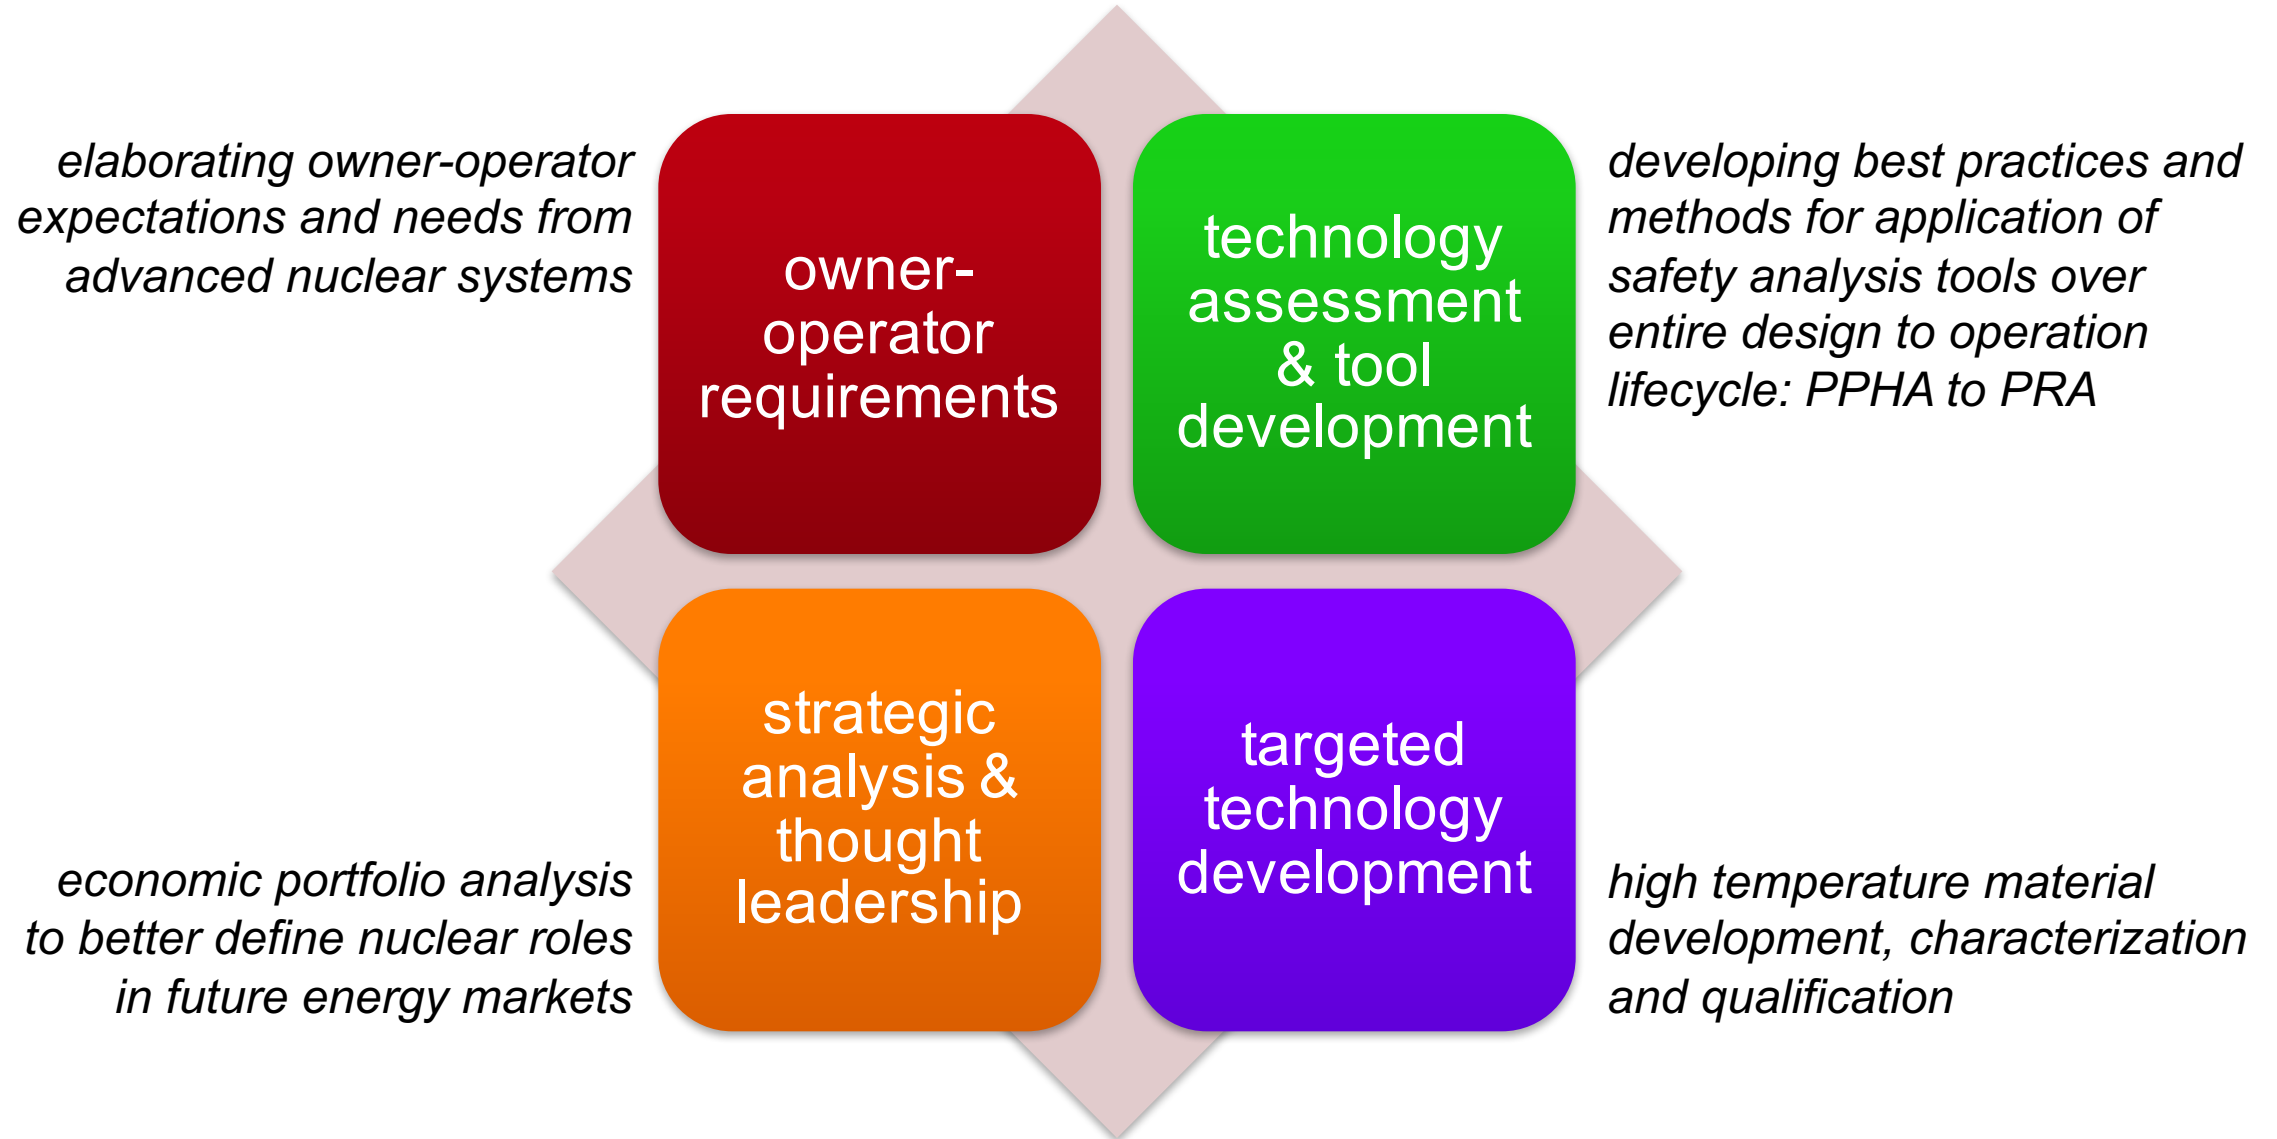 elaborating owner-operator
expectations and needs from
advanced nuclear systems
owner-
operator
requirements
technology
assessment
& tool
development
developing best practices and
methods for application of
safety analysis tools over
entire design to operation
lifecycle: PPHA to PRA
economic portfolio analysis
to better define nuclear roles
in future energy markets
strategic
analysis &
thought
leadership
targeted
technology
development
high temperature material
development, characterization
and qualification